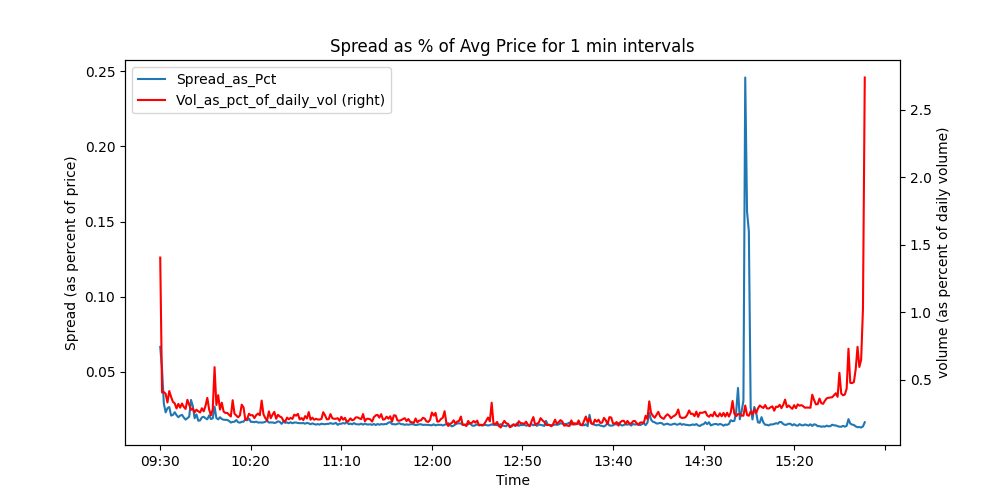 Spread as % of Avg Price for 1 min intervals
Spread_as_Pct
Vol_as_pct_of_daily_vol (right)
0.25
0.20
0.15
0.10
0.05
Spread (as percent of price)
2.5
2.0
1.5
1.0
0.5
volume (as percent of daily volume)
09:30 10:20 11:10 12:00 12:50 13:40 14:30 15:20
Time